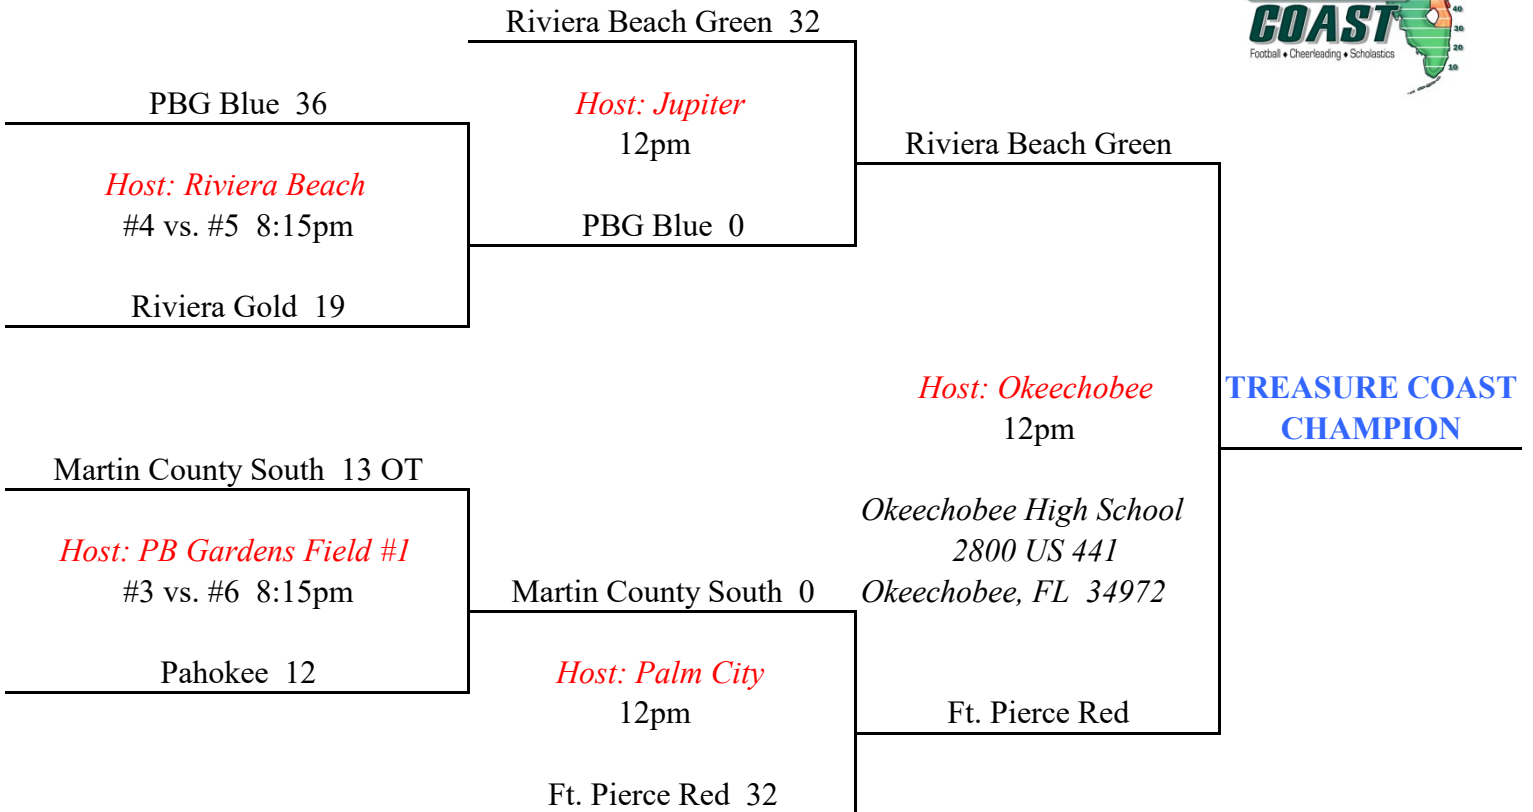 Riviera Beach Green 32
COAST
Football ♦ Cheerleading ♦ Scholastics
40
30
20
10
PBG Blue 36
Host: Jupiter
12pm
Riviera Beach Green
Host: Riviera Beach
#4 vs. #5 8:15pm
PBG Blue 0
Riviera Gold 19
Host: Okeechobee
12pm
TREASURE COAST
CHAMPION
Martin County South 13 OT
Okeechobee High School
2800 US 441
Okeechobee, FL 34972
Host: PB Gardens Field #1
#3 vs. #6 8:15pm
Martin County South 0
Pahokee 12
Host: Palm City
12pm
Ft. Pierce Red
Ft. Pierce Red 32